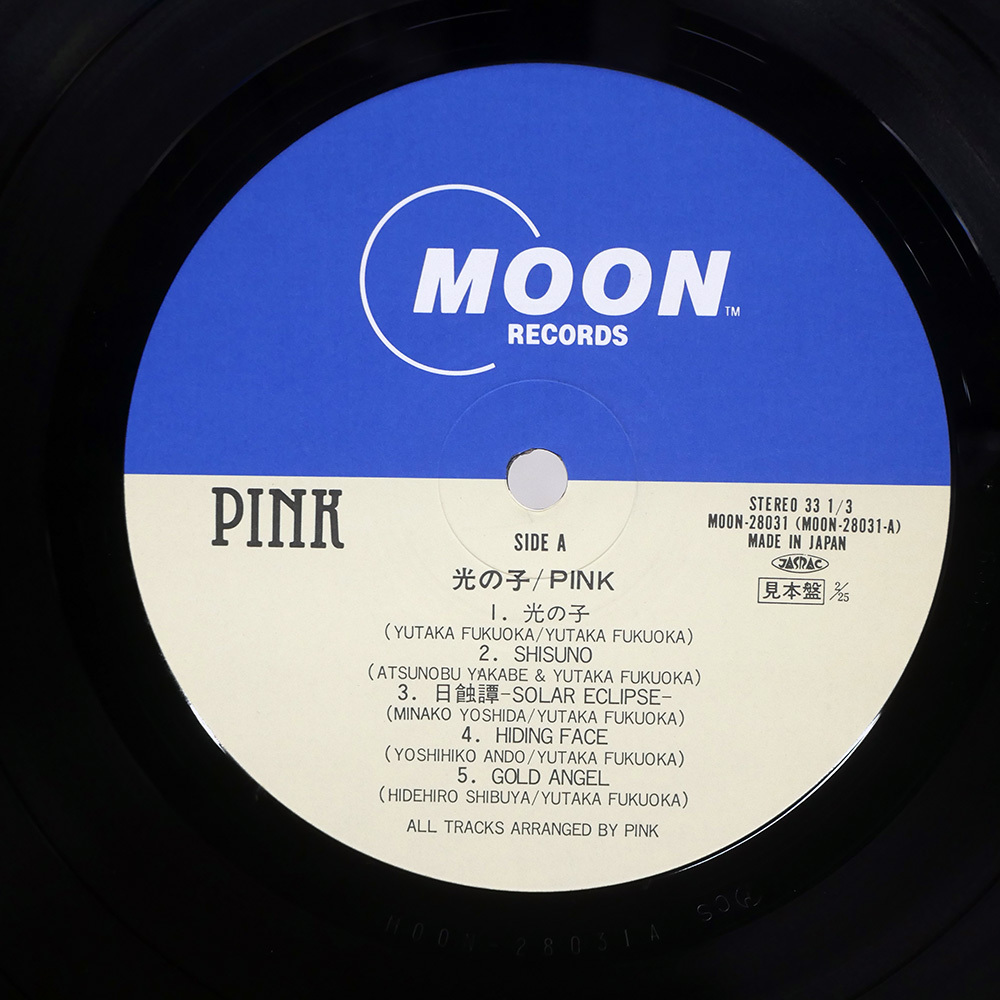 MOON TM
RECORDS
PINK
STEREO 33 1/3
MOON-28031 (MOON-28031-A)
MADE IN JAPAN
JASRAC
見本盤 2/25
SIDE A
光の子/PINK
1. 光の子
(YUTAKA FUKUOKA/YUTAKA FUKUOKA)
2. SHISUNO
(ATSUNOBU YAKABE & YUTAKA FUKUOKA)
3. 日蝕譚-SOLAR ECLIPSE-
(MINAKO YOSHIDA/YUTAKA FUKUOKA)
4. HIDING FACE
(YOSHIHIKO ANDO/YUTAKA FUKUOKA)
5. GOLD ANGEL
(HIDEHIRO SHIBUYA/YUTAKA FUKUOKA)
ALL TRACKS ARRANGED BY PINK
MOON-28031A